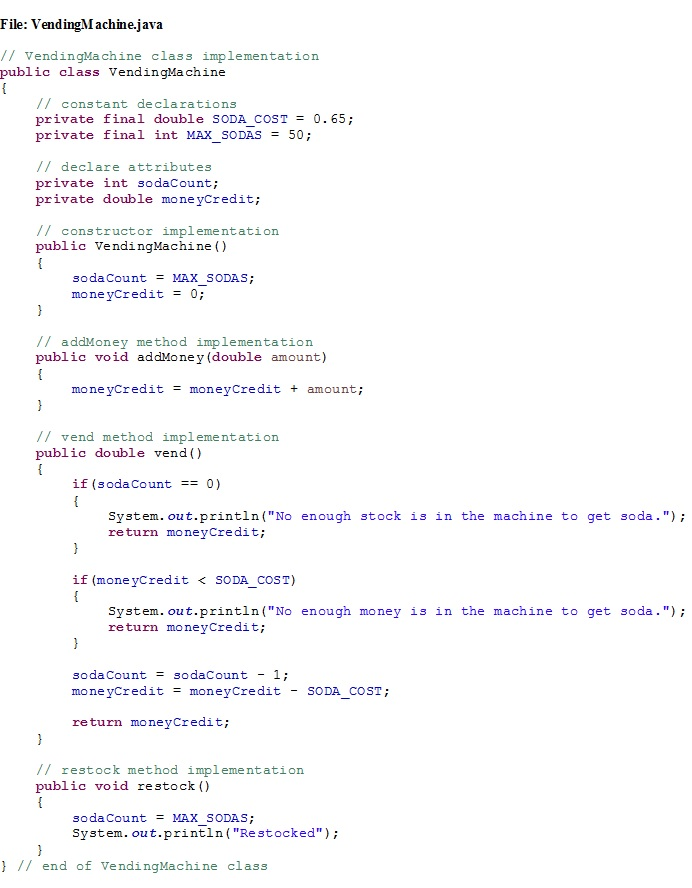 File: VendingMachine.java
// VendingMachine class implementation
public class VendingMachine
{
// constant declarations
private final double SODA_COST = 0.65;
private final int MAX_SODAS = 50;
// declare attributes
private int sodaCount;
private double moneyCredit;
// constructor implementation
public VendingMachine()
{
sodaCount = MAX_SODAS;
moneyCredit = 0;
}
// addMoney method implementation
public void addMoney(double amount)
{
moneyCredit = moneyCredit + amount;
}
// vend method implementation
public double vend()
{
if(sodaCount == 0)
{
System.out.println("No enough stock is in the machine to get soda.");
return moneyCredit;
}
if(moneyCredit < SODA_COST)
{
System.out.println("No enough money is in the machine to get soda.");
return moneyCredit;
}
sodaCount = sodaCount - 1;
moneyCredit = moneyCredit - SODA_COST;
return moneyCredit;
}
// restock method implementation
public void restock()
{
sodaCount = MAX_SODAS;
System.out.println("Restocked");
}
} // end of VendingMachine class